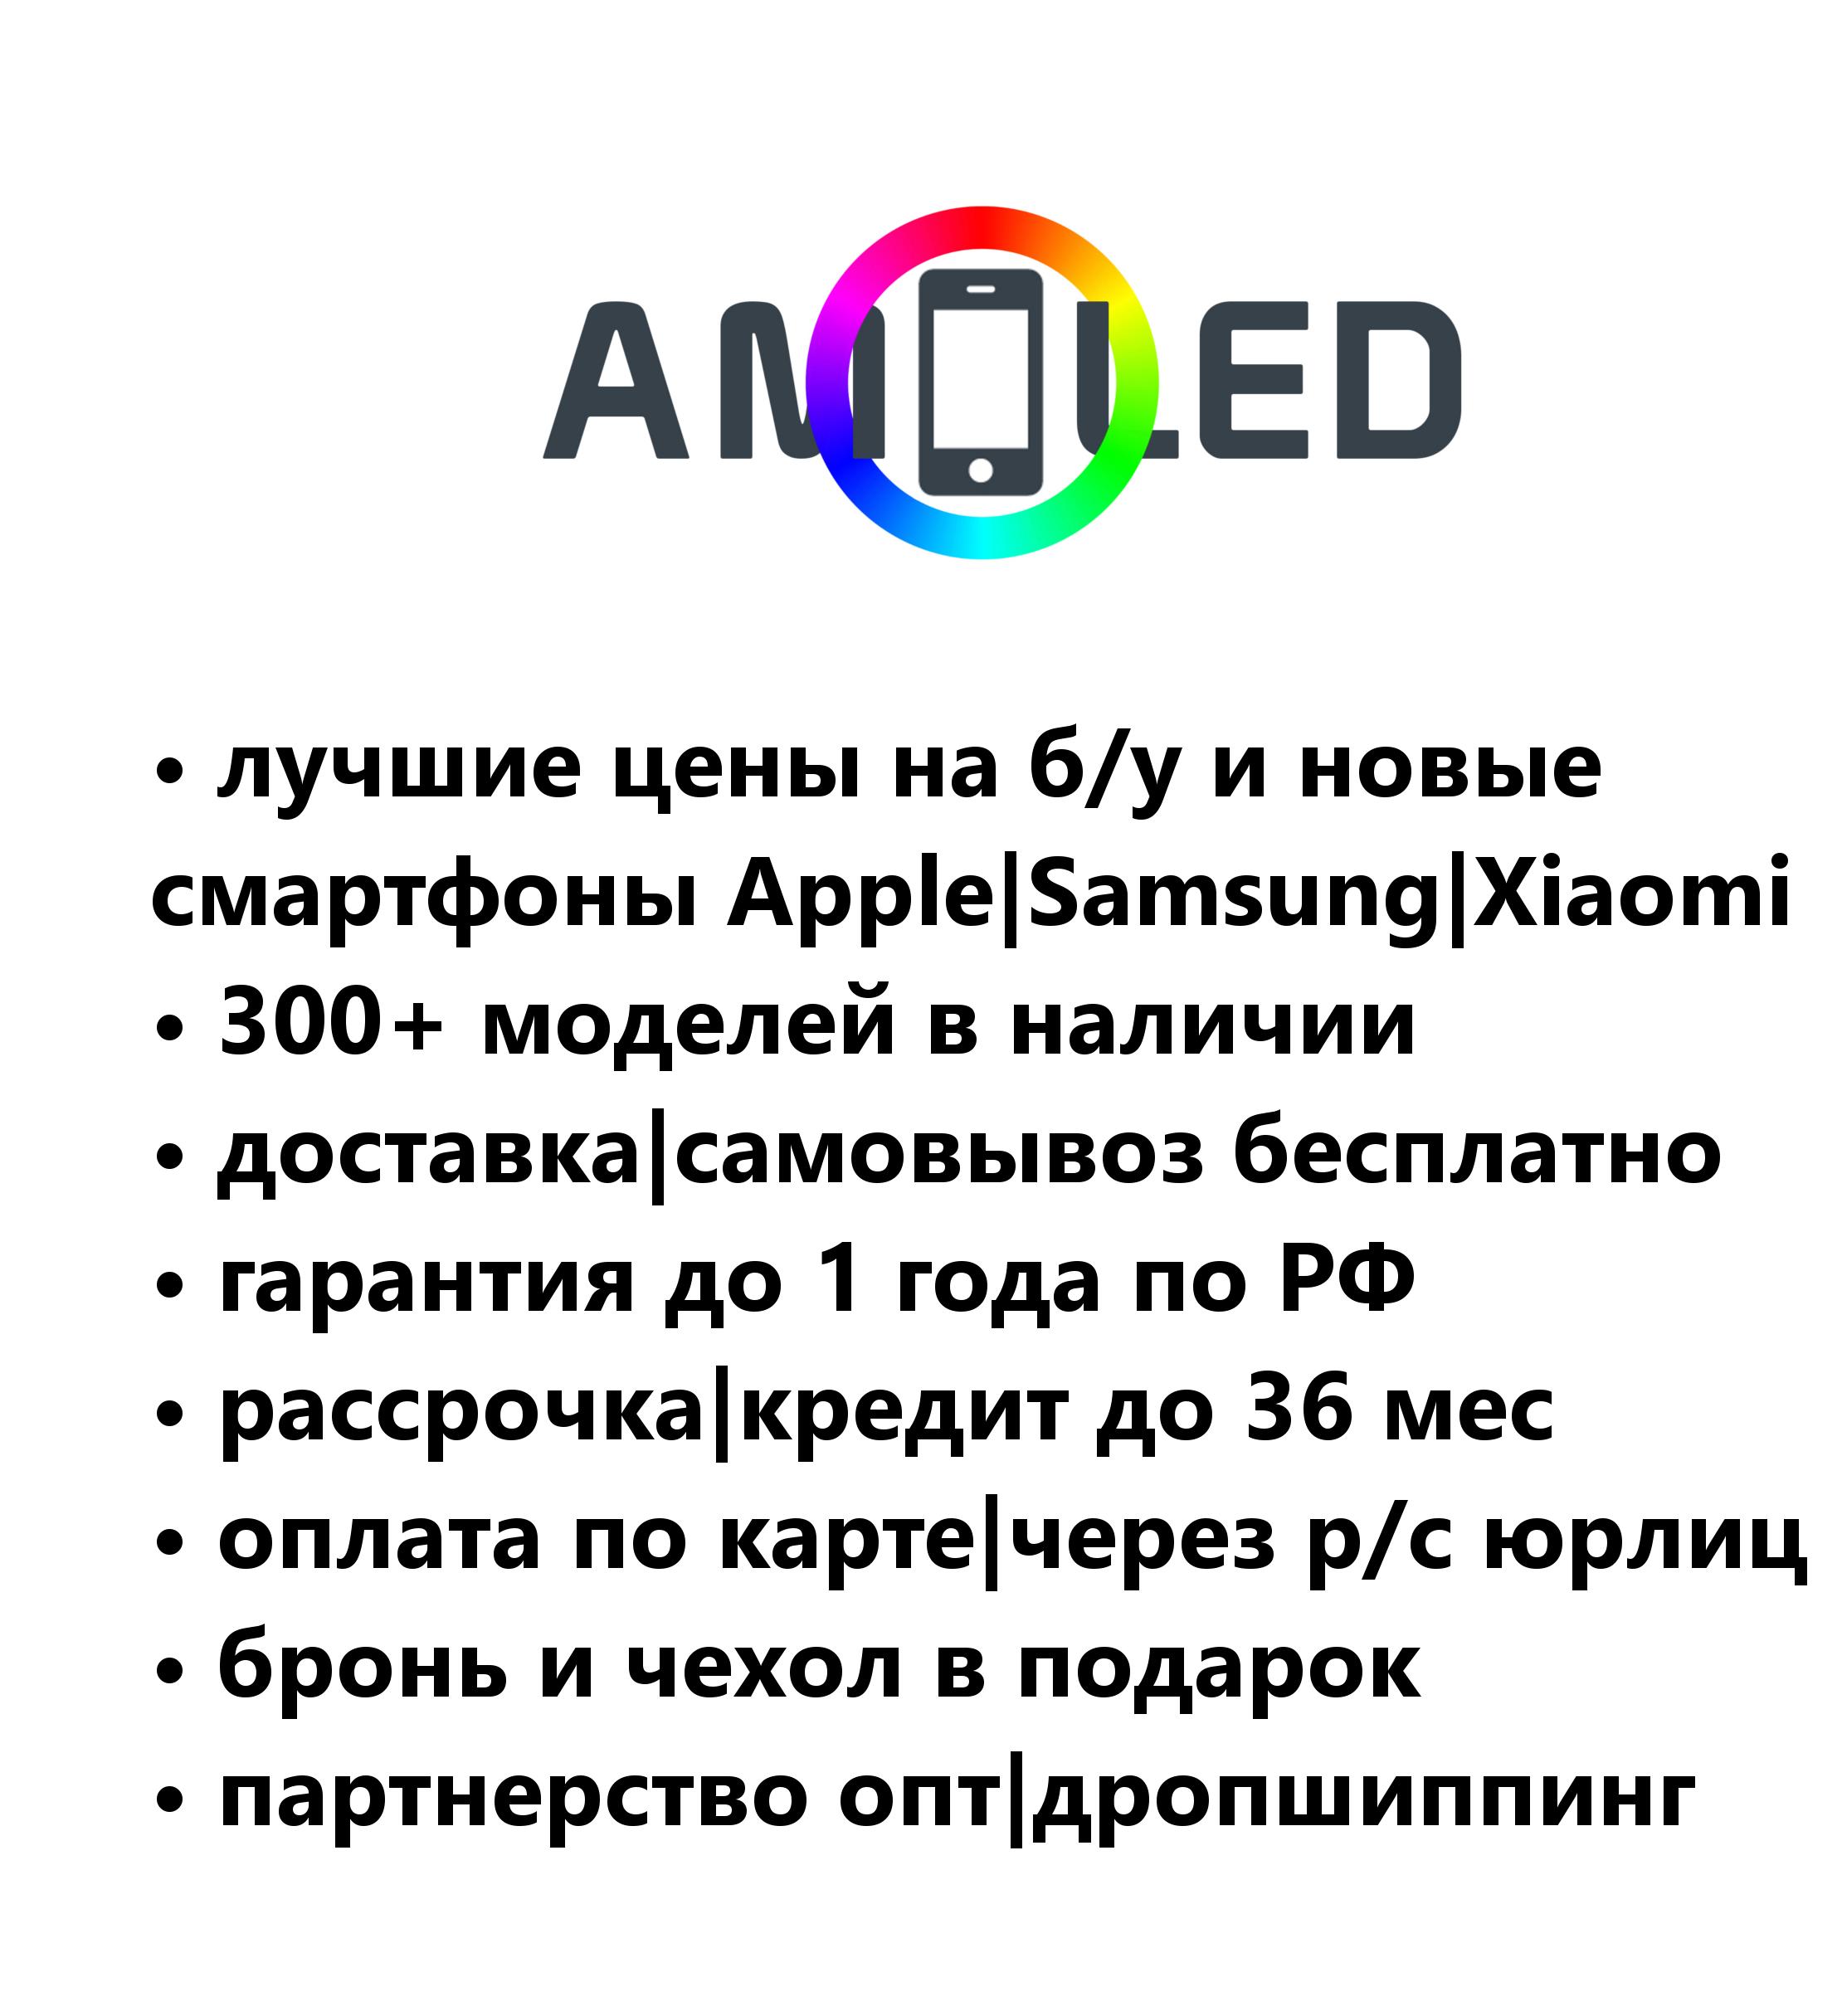 AMOLED
• лучшие цены на б/у и новые
смартфоны Apple|Samsung|Xiaomi
• 300+ моделей в наличии
• доставка|самовывоз бесплатно
• гарантия до 1 года по РФ
• рассрочка|кредит до 36 мес
• оплата по карте|через р/с юрлиц
• бронь и чехол в подарок
• партнерство опт|дропшиппинг